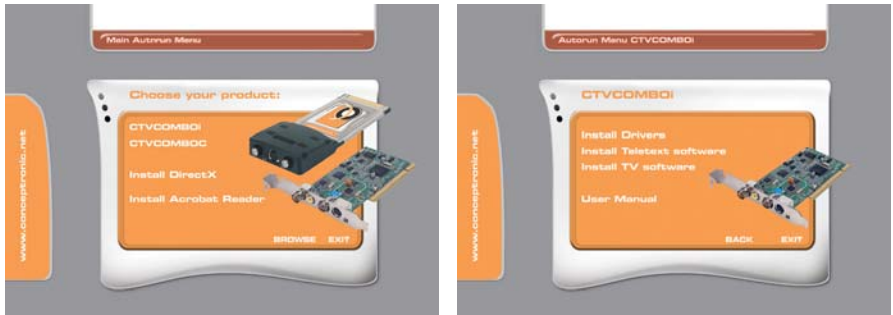 Main Autorun Menu
www.conceptronic.net
Choose your product:
CTVCOMBOi
CTVCOMBOC
Install DirectX
Install Acrobat Reader
BROWSE EXIT
Autorun Menu CTVCOMBOi
www.conceptronic.net
CTVCOMBOi
Install Drivers
Install Teletext software
Install TV software
User Manual
BACK EXIT